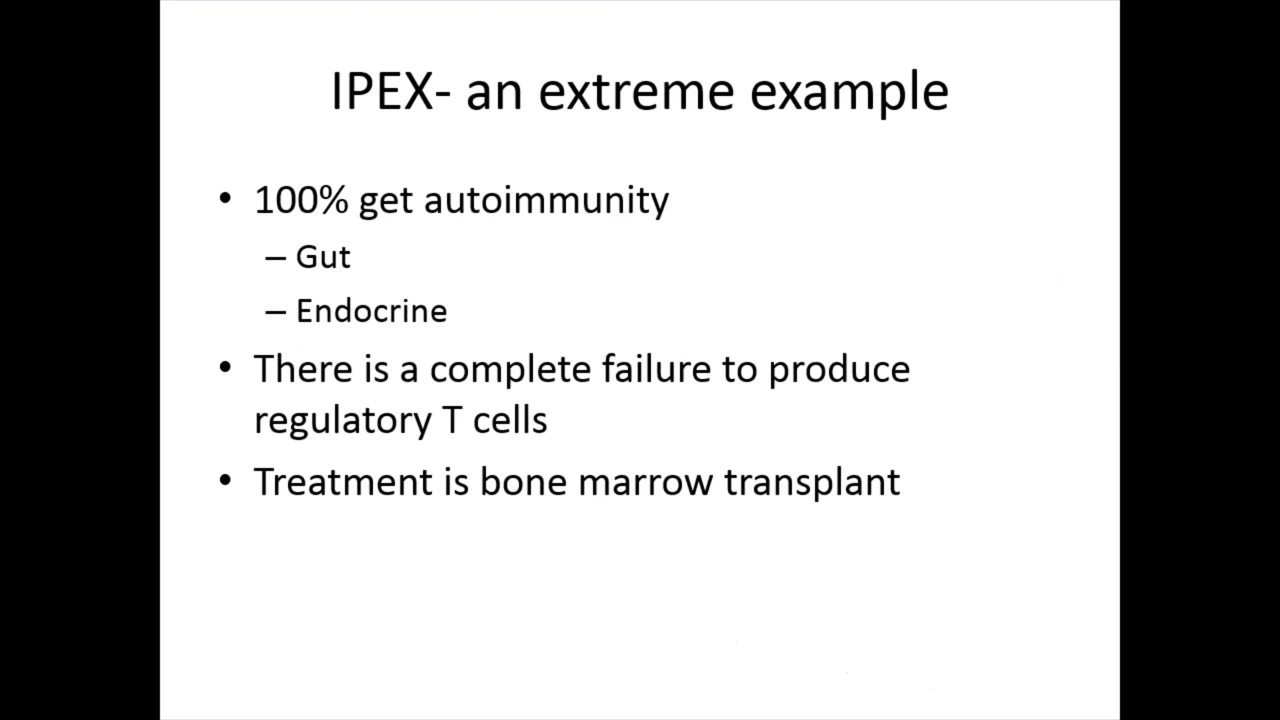 IPEX- an extreme example
• 100% get autoimmunity
– Gut
– Endocrine
• There is a complete failure to produce
regulatory T cells
• Treatment is bone marrow transplant